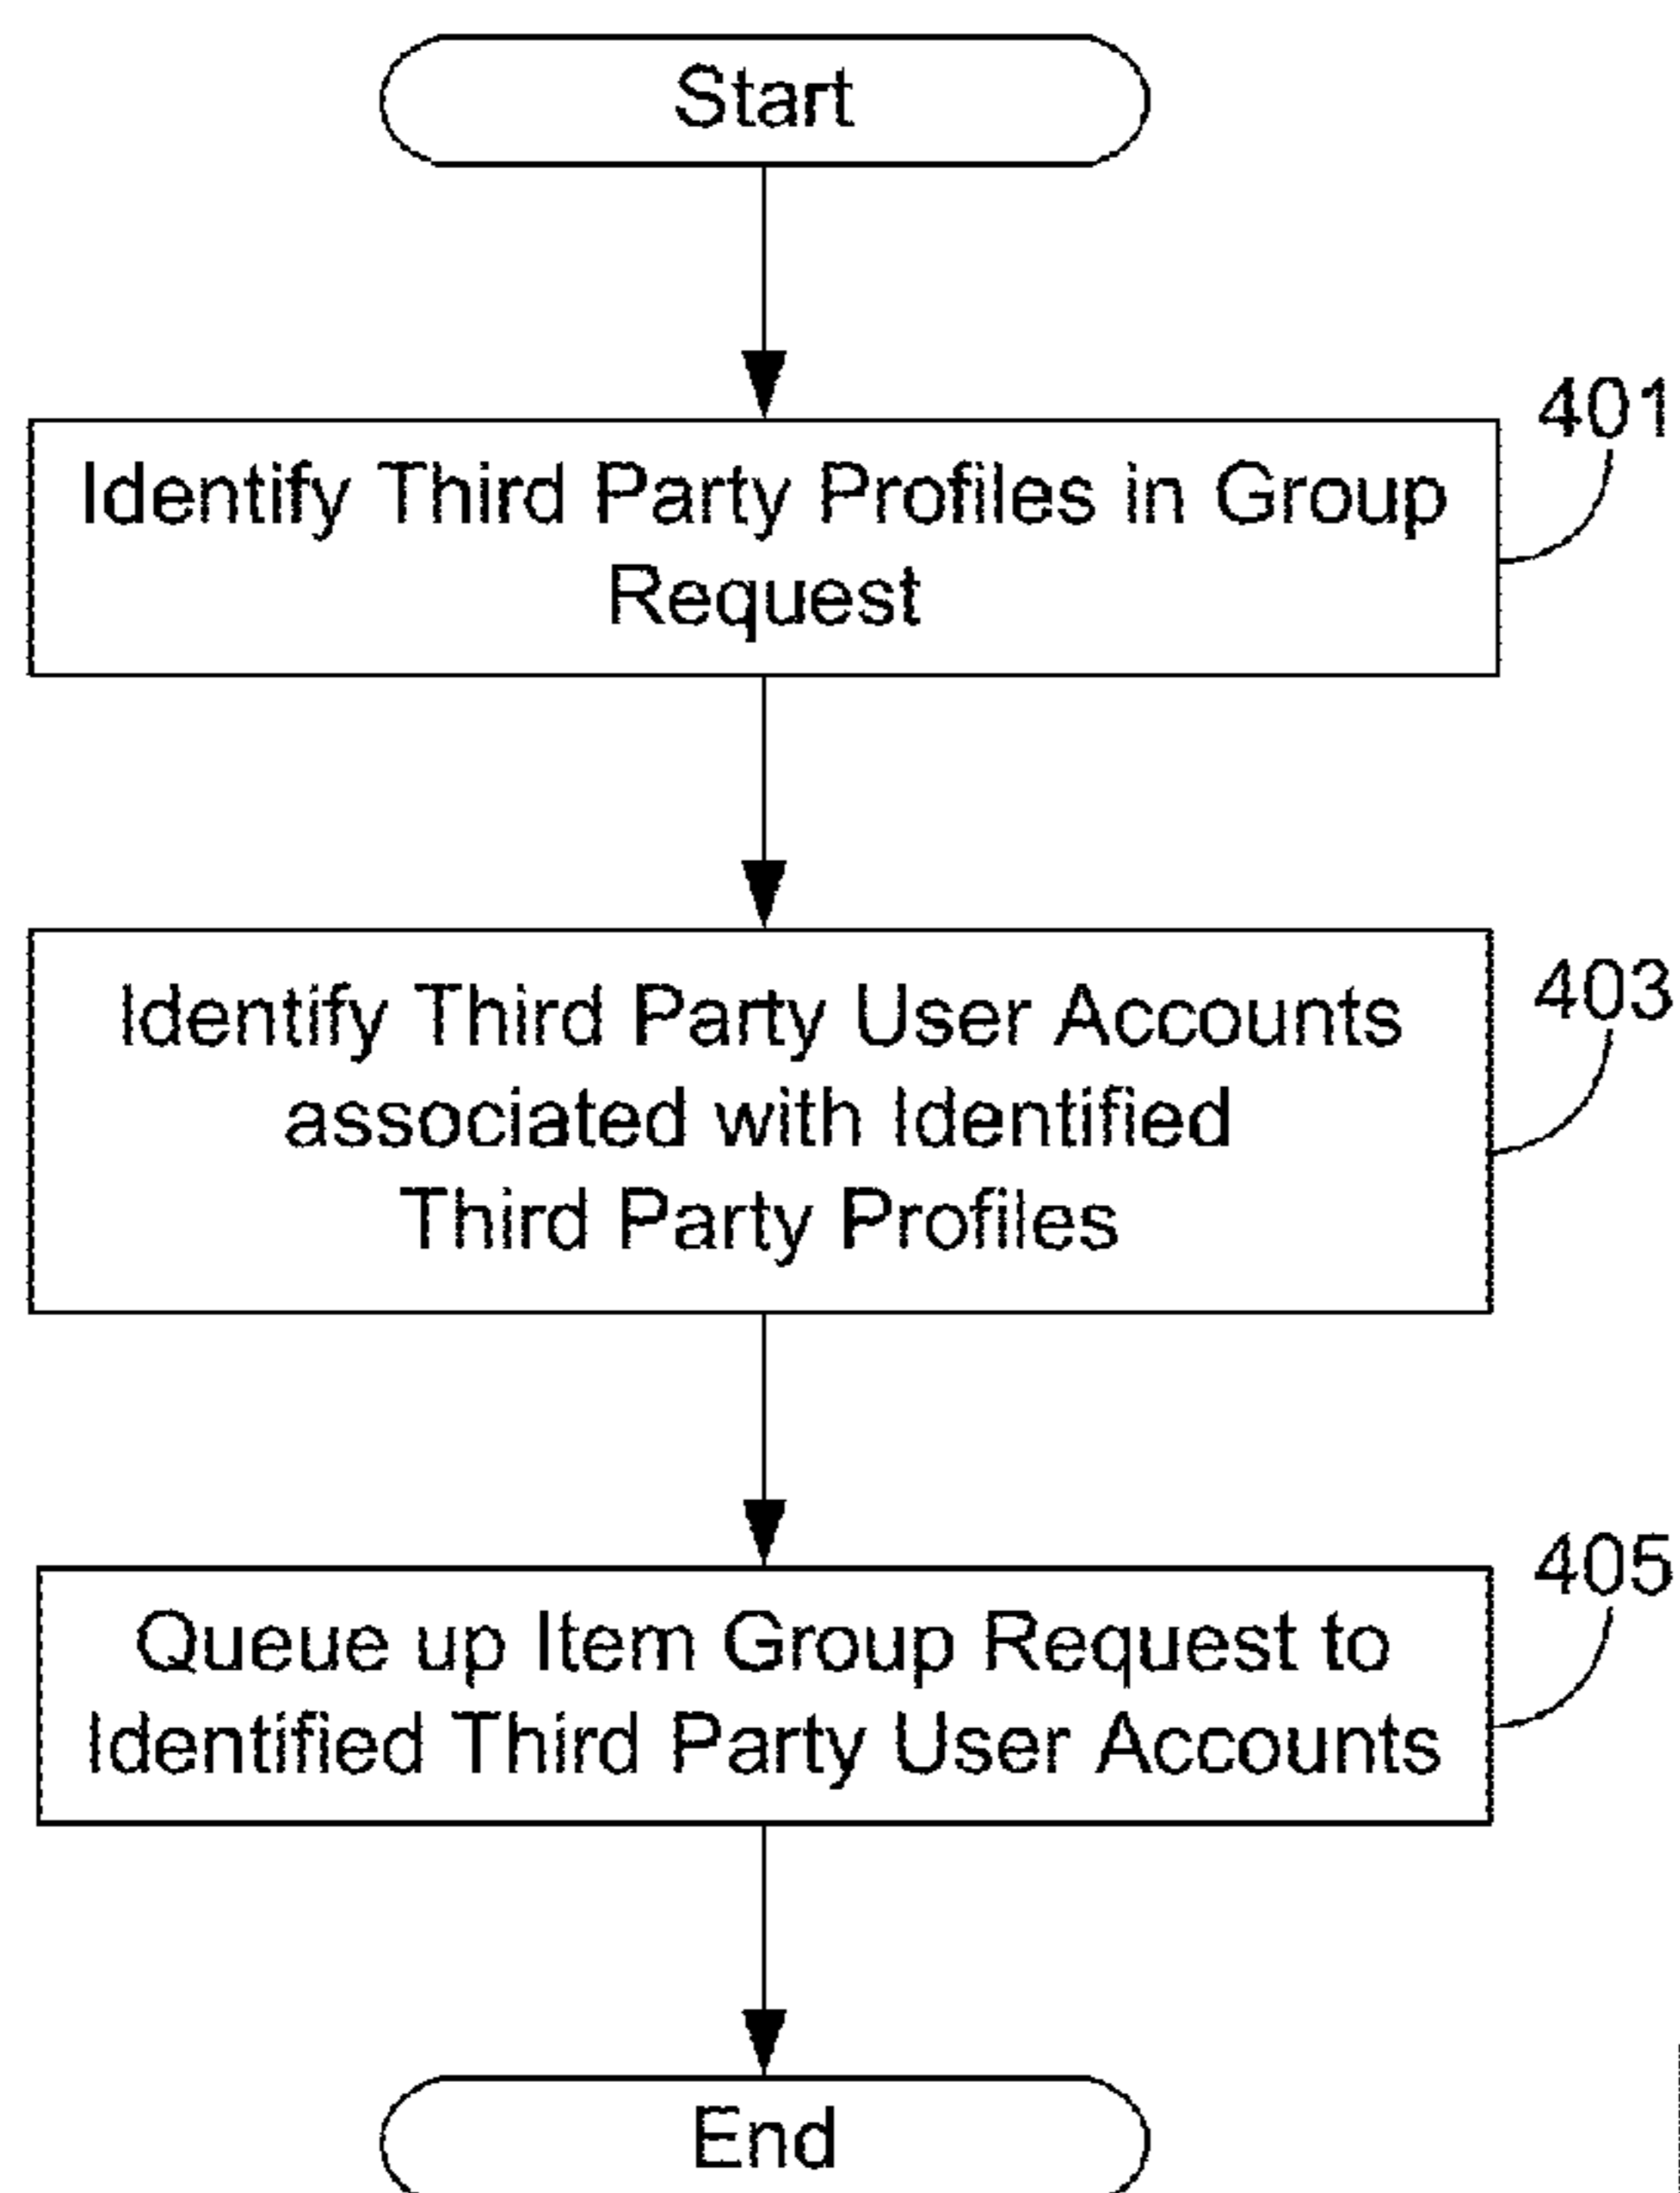 Start
401
Identify Third Party Profiles in Group
Request
403
Identify Third Party User Accounts
associated with Identified
Third Party Profiles
405
Queue up Item Group Request to
Identified Third Party User Accounts
End